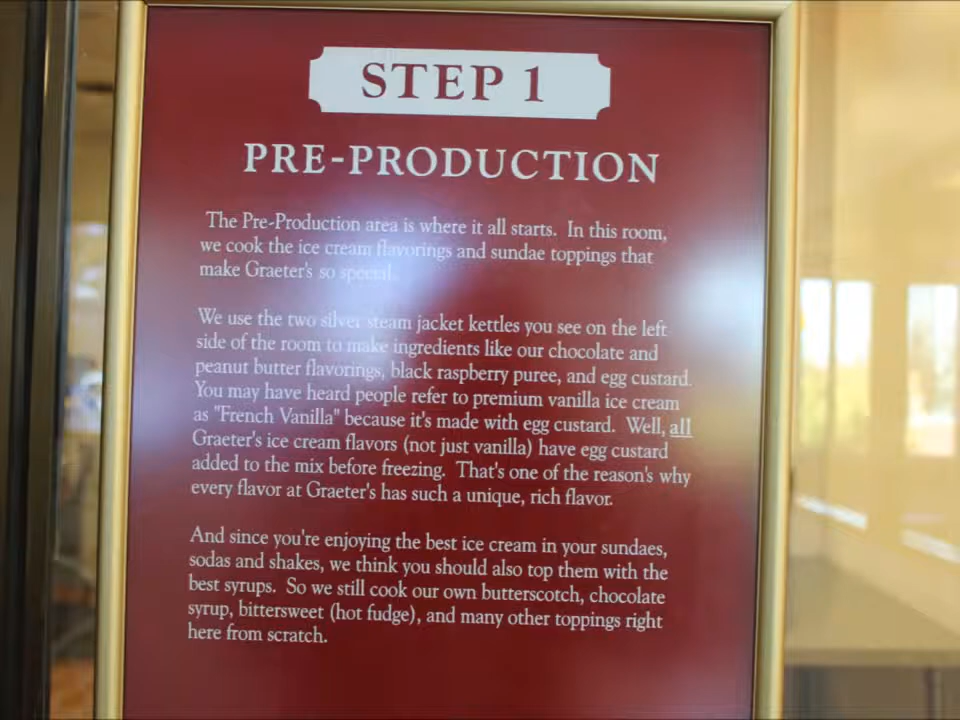 STEP 1
PRE-PRODUCTION
The Pre-Production area is where it all starts. In this room,
we cook the ice cream flavorings and sundae toppings that
make Graeter's so special.
We use the two silver steam jacket kettles you see on the left
side of the room to make ingredients like our chocolate and
peanut butter flavorings, black raspberry puree, and egg custard.
You may have heard people refer to premium vanilla ice cream
as "French Vanilla" because it's made with egg custard. Well, all
Graeter's ice cream flavors (not just vanilla) have egg custard
added to the mix before freezing. That's one of the reason's why
every flavor at Graeter's has such a unique, rich flavor.
And since you're enjoying the best ice cream in your sundaes,
sodas and shakes, we think you should also top them with the
best syrups. So we still cook our own butterscotch, chocolate
syrup, bittersweet (hot fudge), and many other toppings right
here from scratch.